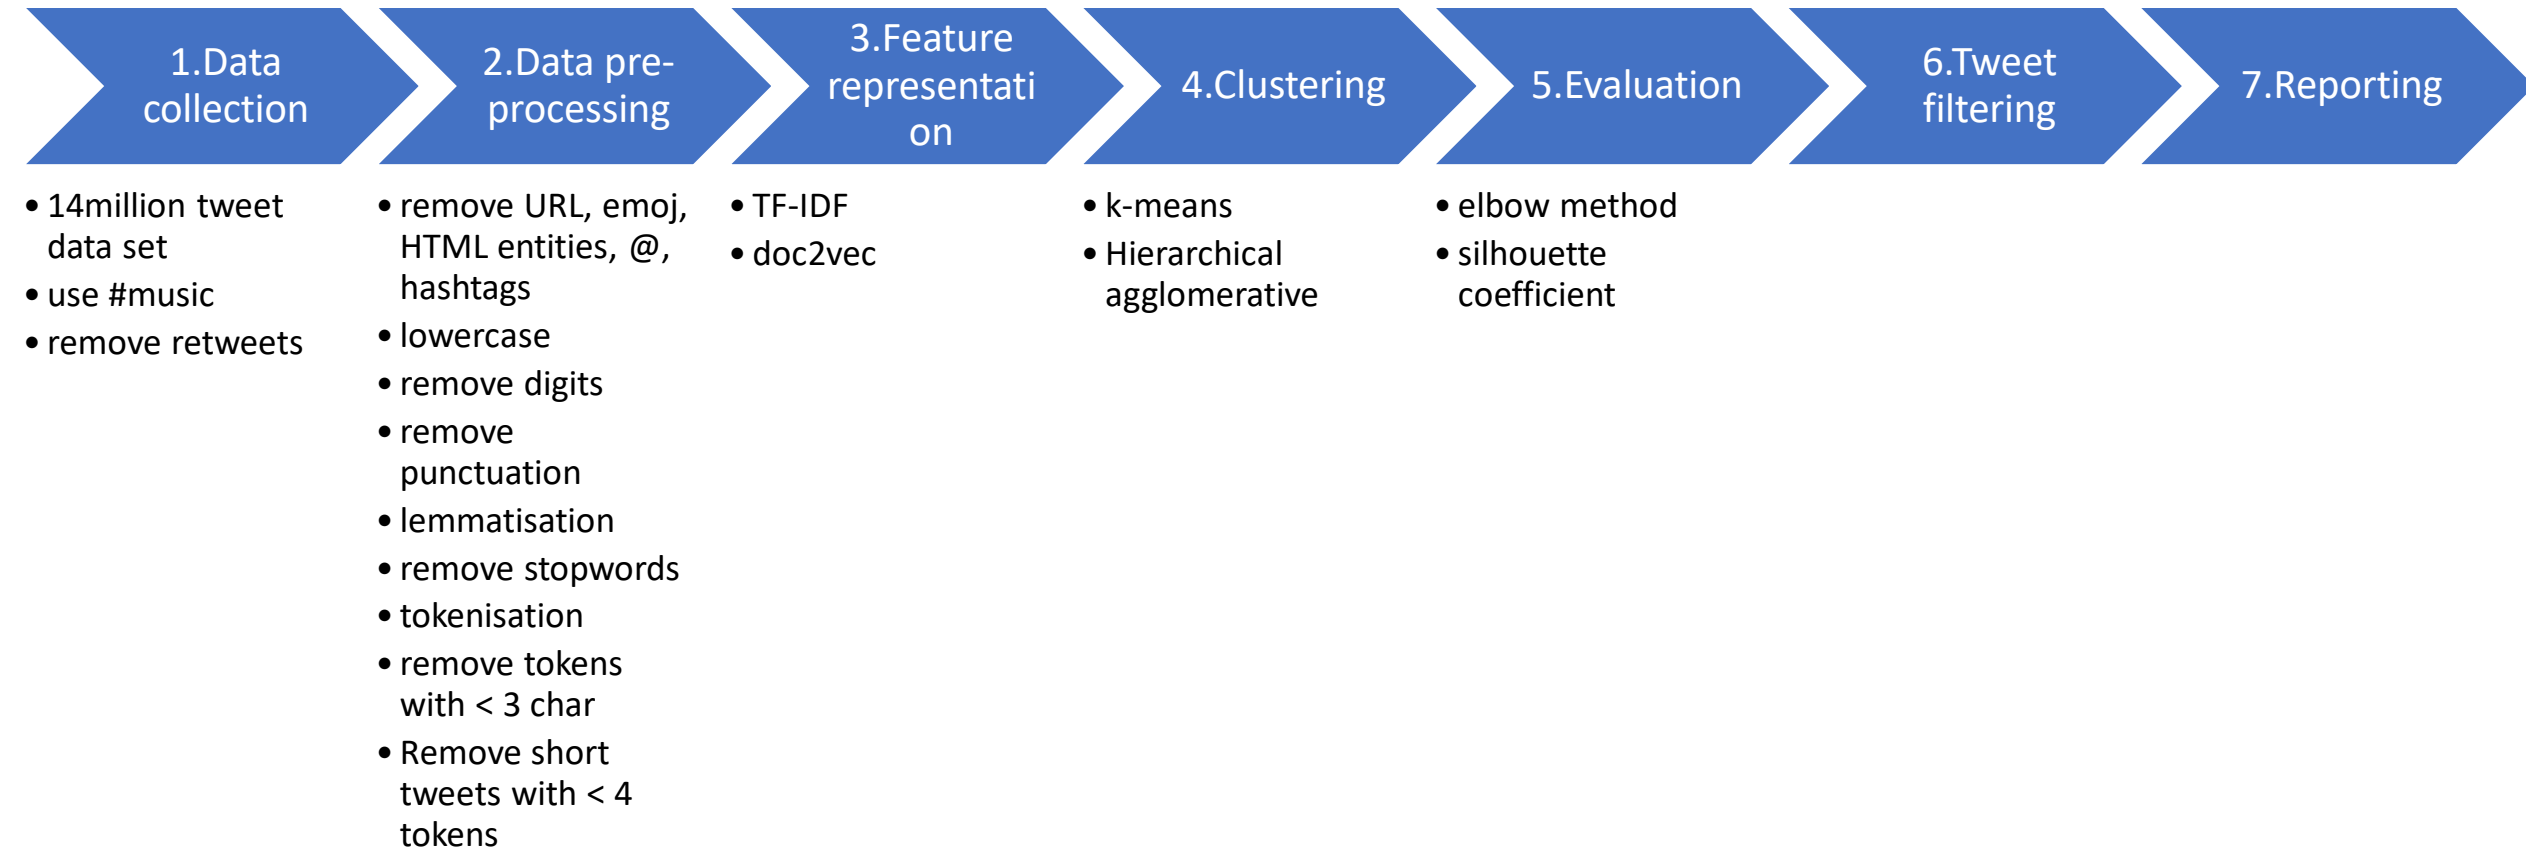 1.Data
collection
• 14million tweet
data set
• use #music
• remove retweets
2.Data pre-
processing
• remove URL, emoj,
HTML entities, @,
hashtags
• lowercase
• remove digits
• remove
punctuation
• lemmatisation
• remove stopwords
• tokenisation
• remove tokens
with < 3 char
• Remove short
tweets with < 4
tokens
3.Feature
representati
on
• TF-IDF
• doc2vec
4.Clustering
• k-means
• Hierarchical
agglomerative
5.Evaluation
• elbow method
• silhouette
coefficient
6.Tweet
filtering
7.Reporting